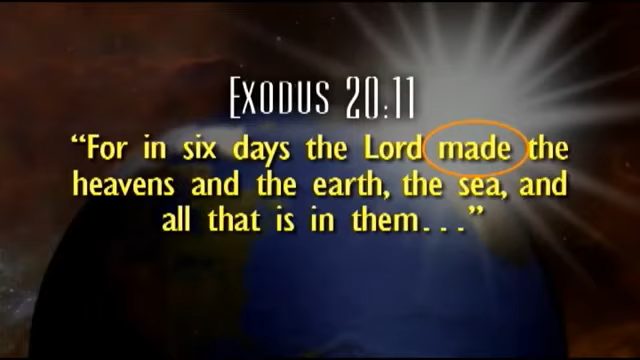 EXODUS 20:11
“For in six days the Lord made the
heavens and the earth, the sea, and
all that is in them...”